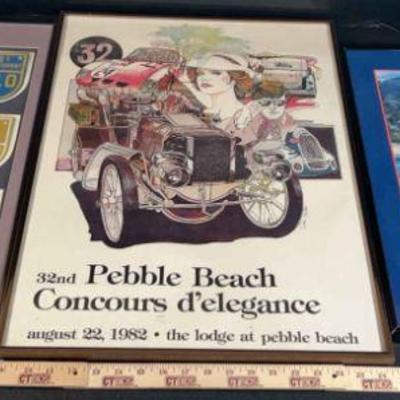 32
32nd Pebble Beach
Concours d'elegance
august 22, 1982 • the lodge at pebble beach